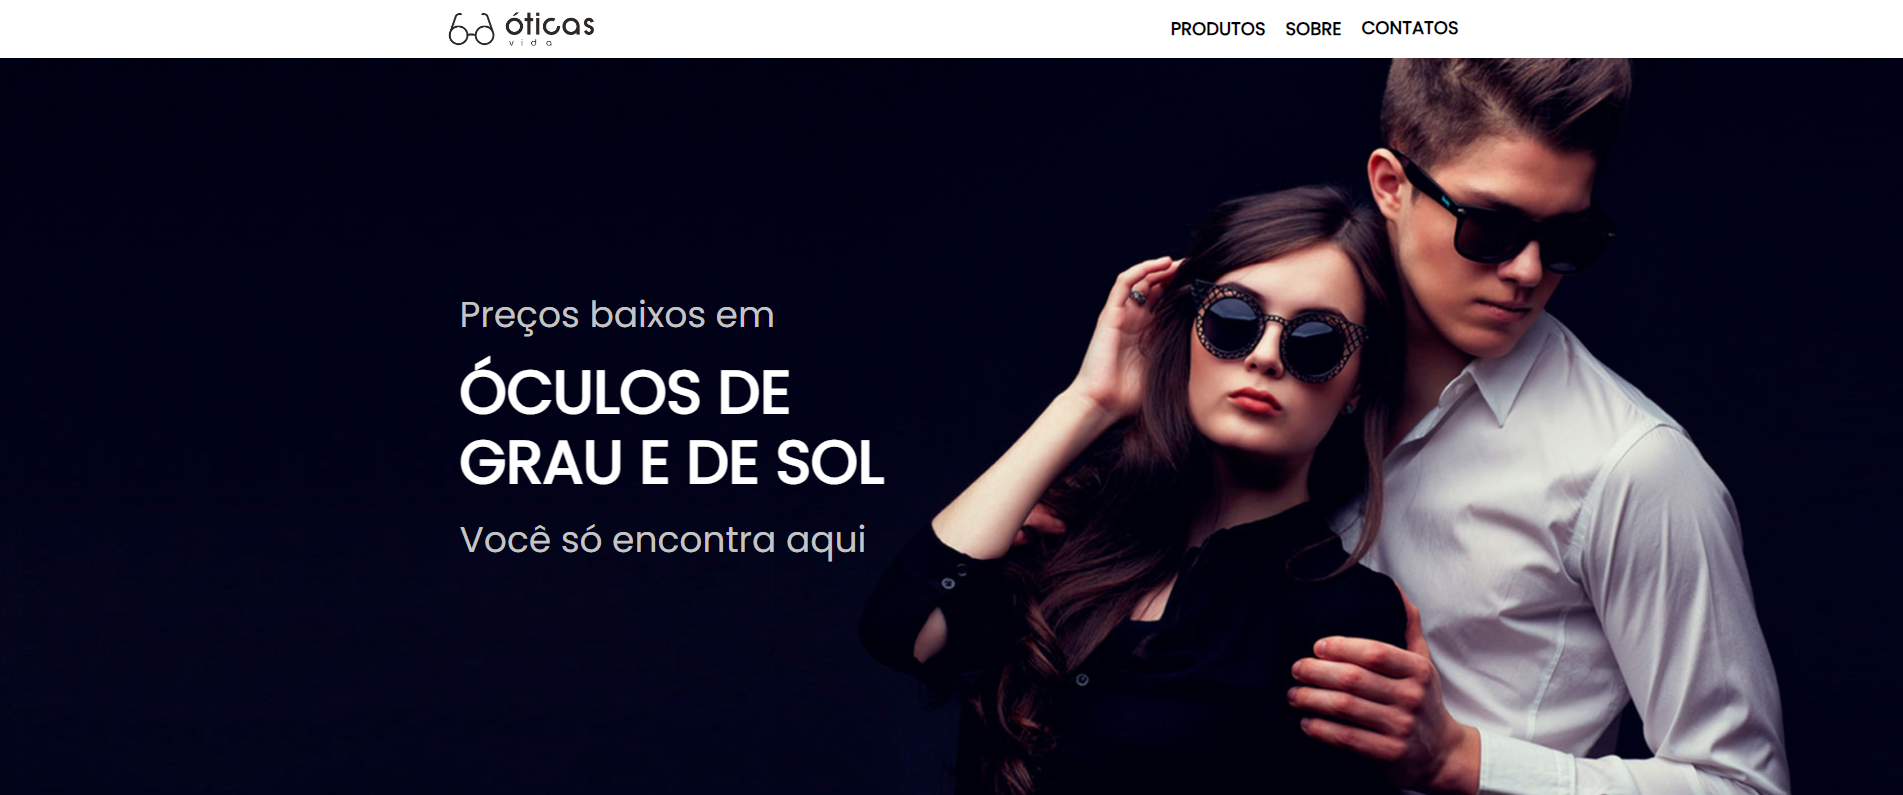 óticas
vida
PRODUTOS SOBRE CONTATOS
Preços baixos em
ÓCULOS DE
GRAU E DE SOL
Você só encontra aqui